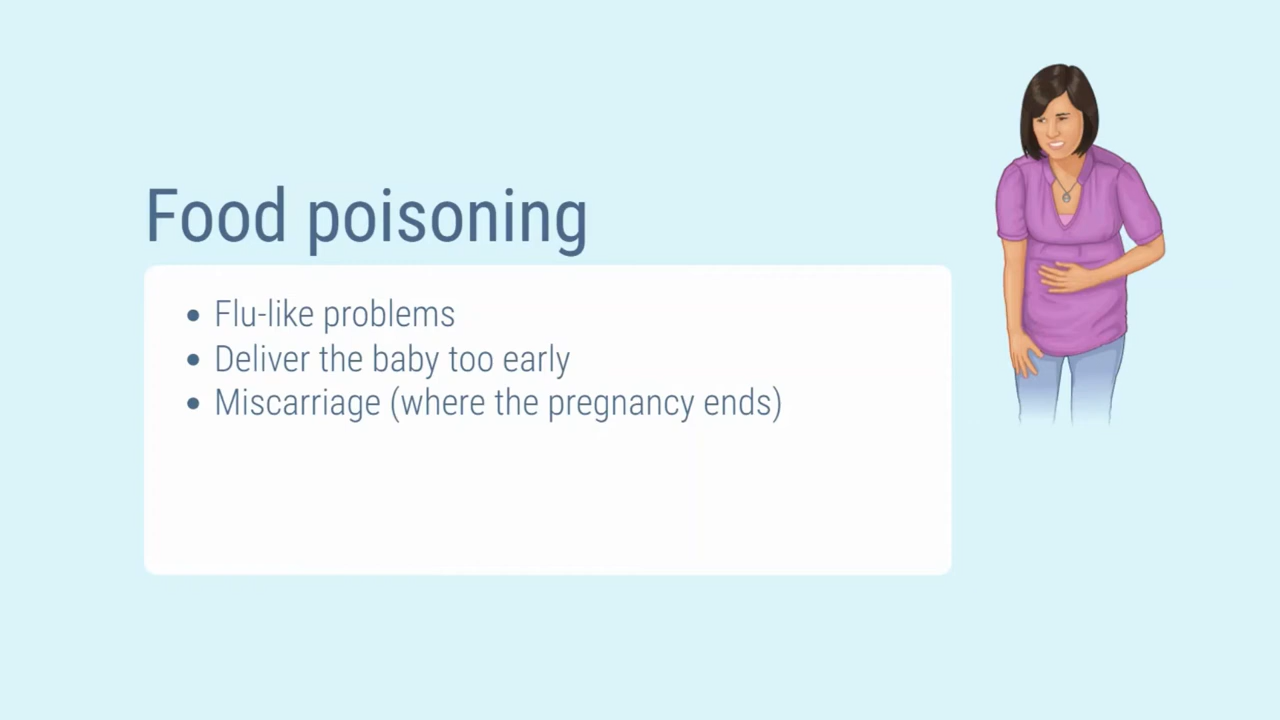 Food poisoning
• Flu-like problems
• Deliver the baby too early
• Miscarriage (where the pregnancy ends)